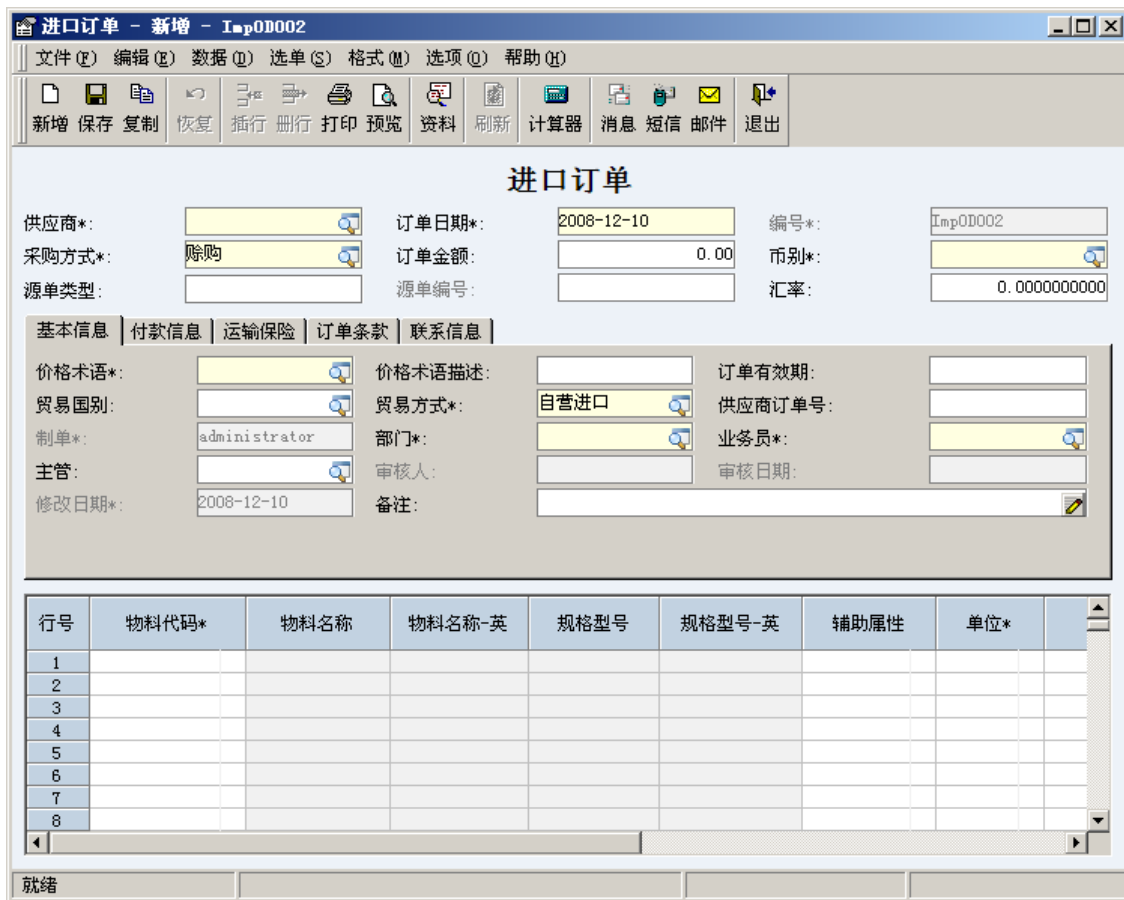 进口订单 - 新增 - ImpOD002
文件(F) 编辑(E) 数据(D) 选单(S) 格式(M) 选项(O) 帮助(H)
新增 保存 复制 恢复 插行 删行 打印 预览 资料 刷新 计算器 消息 短信 邮件 退出
进口订单
供应商*: 订单日期*: 2008-12-10 编号*: ImpOD002
采购方式*: 赊购 订单金额: 0.00 币别*:
源单类型: 源单编号: 汇率: 0.0000000000
基本信息 付款信息 运输保险 订单条款 联系信息
价格术语*: 价格术语描述: 订单有效期:
贸易国别: 贸易方式*: 自营进口 供应商订单号:
制单*: administrator 部门*: 业务员*:
主管: 审核人: 审核日期:
修改日期*: 2008-12-10 备注:
行号 物料代码* 物料名称 物料名称-英 规格型号 规格型号-英 辅助属性 单位*
1
2
3
4
5
6
7
8
就绪